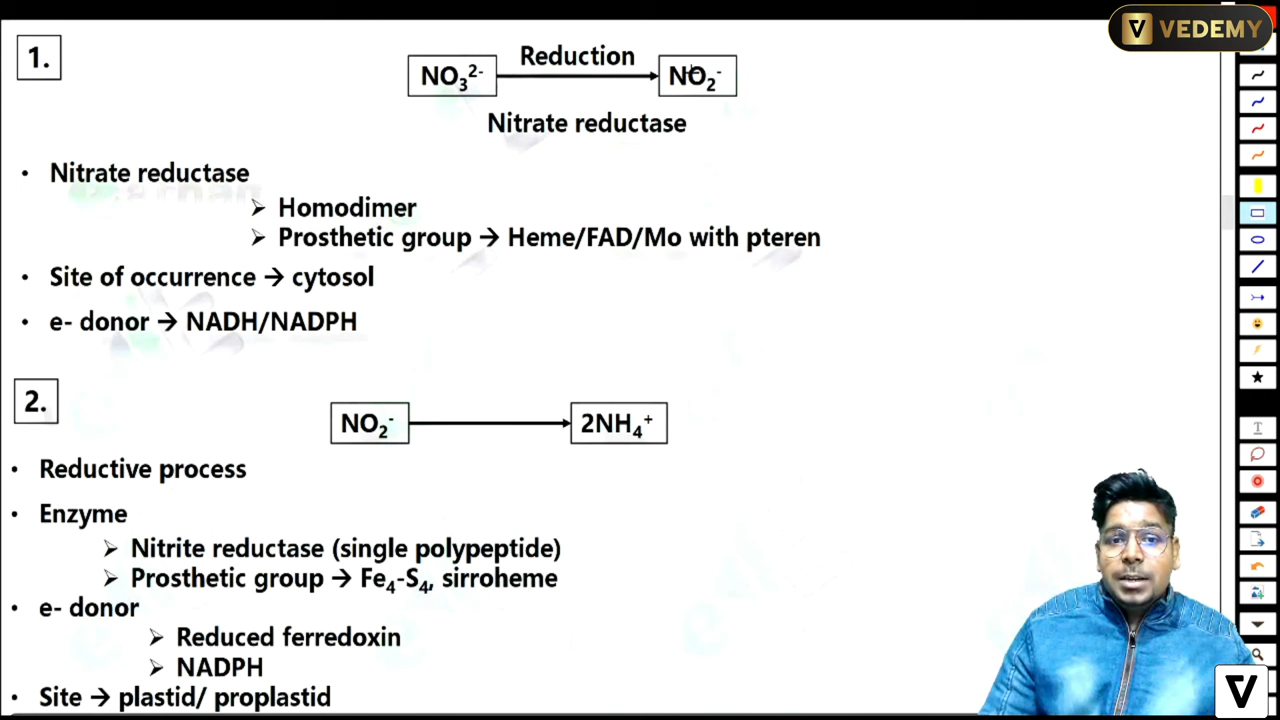 VEDEMY
1.
Reduction
NO₃²⁻ NO₂⁻
Nitrate reductase
• Nitrate reductase
➢ Homodimer
➢ Prosthetic group → Heme/FAD/Mo with pteren
• Site of occurrence → cytosol
• e- donor → NADH/NADPH
2.
NO₂⁻ 2NH₄⁺
• Reductive process
• Enzyme
➢ Nitrite reductase (single polypeptide)
➢ Prosthetic group → Fe₄-S₄, sirroheme
• e- donor
➢ Reduced ferredoxin
➢ NADPH
• Site → plastid/ proplastid